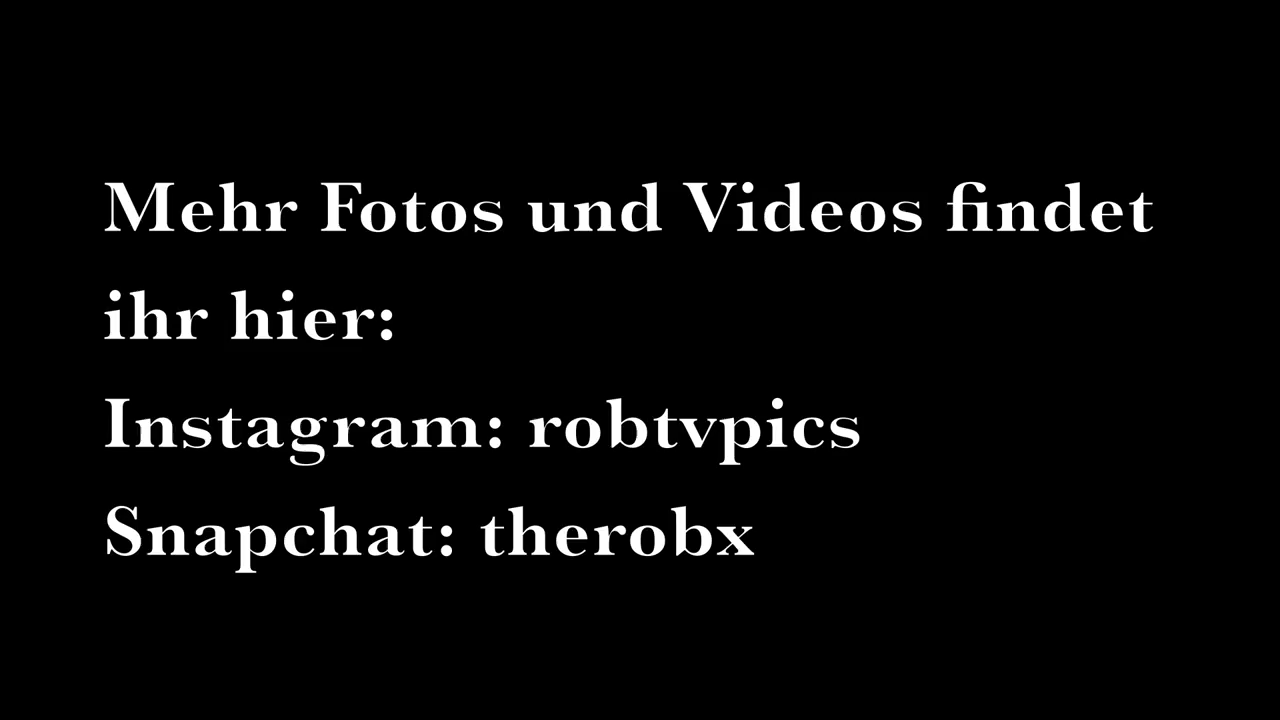 Mehr Fotos und Videos findet
ihr hier:
Instagram: robtvpics
Snapchat: therobx